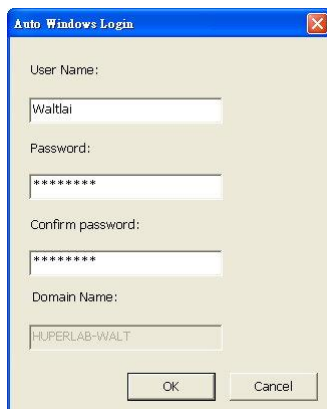 Auto Windows Login
User Name:
Waltlai
Password:
********
Confirm password:
********
Domain Name:
HUPERLAB-WALT
OK
Cancel